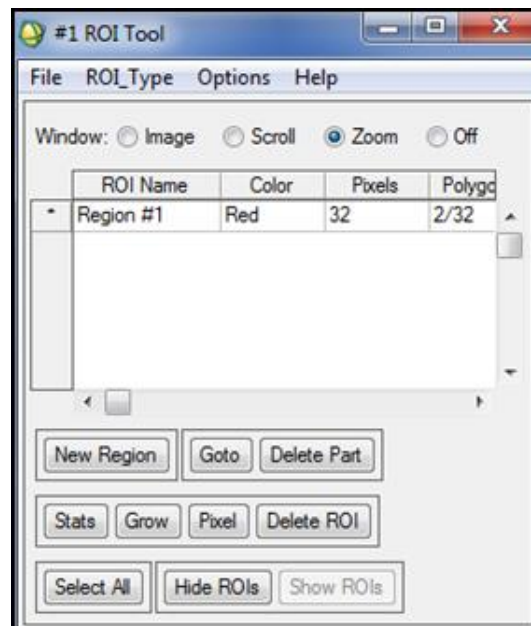 #1 ROI Tool
File ROI_Type Options Help
Window: Image Scroll Zoom Off
ROI Name Color Pixels Polygo
* Region #1 Red 32 2/32
New Region Goto Delete Part
Stats Grow Pixel Delete ROI
Select All Hide ROIs Show ROIs